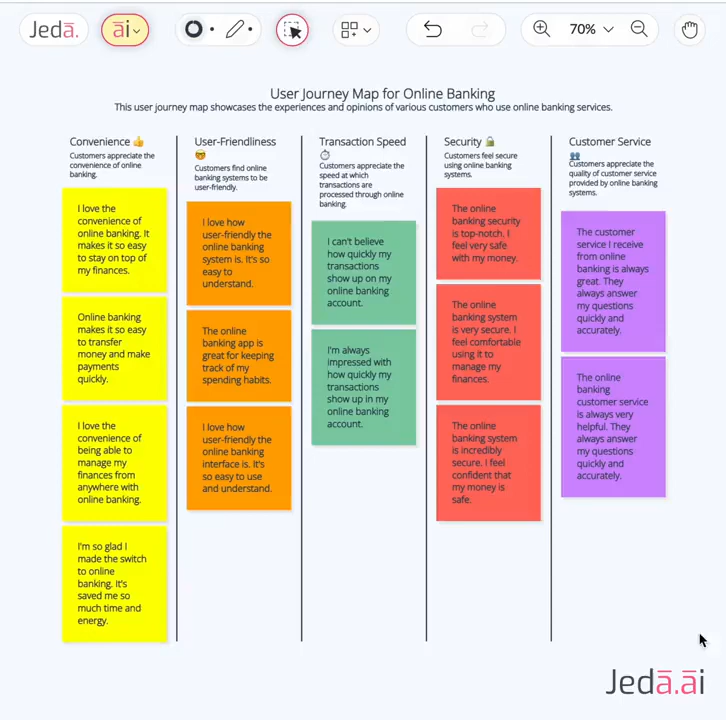 Jedā.
āi
70%
User Journey Map for Online Banking
This user journey map showcases the experiences and opinions of various customers who use online banking services.
Convenience 👍
Customers appreciate the
convenience of online
banking.
I love the
convenience of
online banking. It
makes it so easy
to stay on top of
my finances.
Online banking
makes it so easy
to transfer
money and make
payments
quickly.
I love the
convenience of
being able to
manage my
finances from
anywhere with
online banking.
I'm so glad I
made the switch
to online
banking. It's
saved me so
much time and
energy.
User-Friendliness
🤓
Customers find online
banking systems to be
user-friendly.
I love how
user-friendly the
online banking
system is. It's so
easy to
understand.
The online
banking app is
great for keeping
track of my
spending habits.
I love how
user-friendly the
online banking
interface is. It's
so easy to use
and understand.
Transaction Speed
⏱
Customers appreciate the
speed at which
transactions are
processed through online
banking.
I can't believe
how quickly my
transactions
show up on my
online banking
account.
I'm always
impressed with
how quickly my
transactions
show up in my
online banking
account.
Security 🔒
Customers feel secure
using online banking
systems.
The online
banking security
is top-notch. I
feel very safe
with my money.
The online
banking system
is very secure. I
feel comfortable
using it to
manage my
finances.
The online
banking system
is incredibly
secure. I feel
confident that
my money is
safe.
Customer Service
👥
Customers appreciate the
quality of customer service
provided by online banking
systems.
The customer
service I receive
from online
banking is always
great. They
always answer
my questions
quickly and
accurately.
The online
banking
customer service
is always very
helpful. They
always answer
my questions
quickly and
accurately.
Jedā.āi